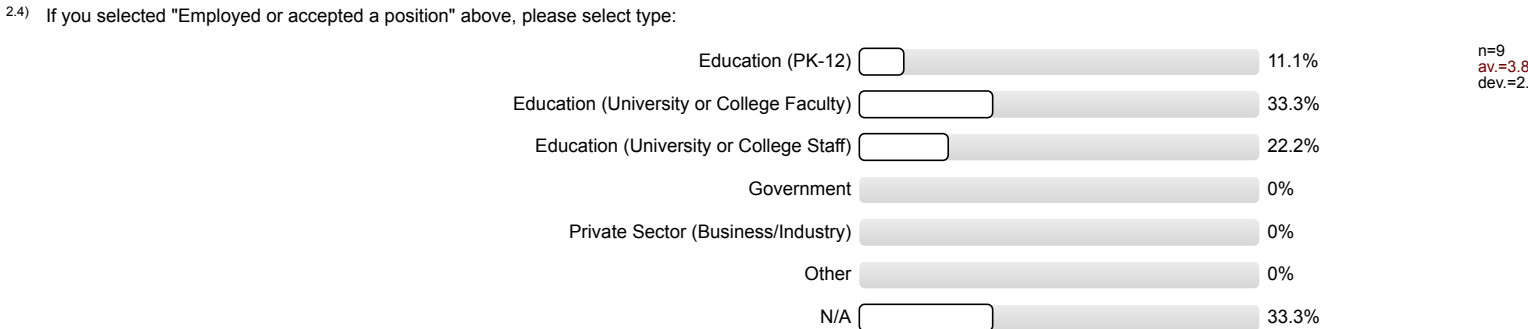 2.4) If you selected "Employed or accepted a position" above, please select type:
Education (PK-12) 11.1%
n=9
av.=3.8
dev.=2.
Education (University or College Faculty) 33.3%
Education (University or College Staff) 22.2%
Government 0%
Private Sector (Business/Industry) 0%
Other 0%
N/A 33.3%